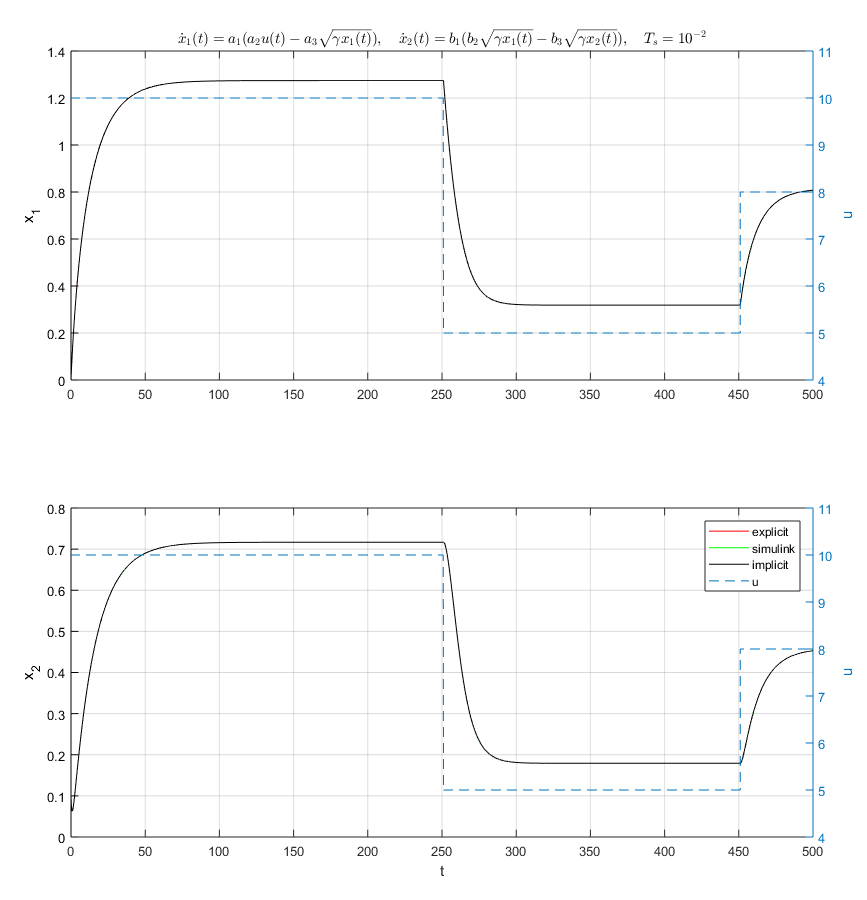 ẋ₁(t) = a₁(a₂u(t) − a₃√γx₁(t)), ẋ₂(t) = b₁(b₂√γx₁(t) − b₃√γx₂(t)), Tₛ = 10⁻²
1.4
1.2
1
0.8
0.6
0.4
0.2
0
x₁
11
10
9
8
7
6
5
4
u
0 50 100 150 200 250 300 350 400 450 500
0.8
0.7
0.6
0.5
0.4
0.3
0.2
0.1
0
x₂
explicit
simulink
implicit
u
11
10
9
8
7
6
5
4
u
0 50 100 150 200 250 300 350 400 450 500
t